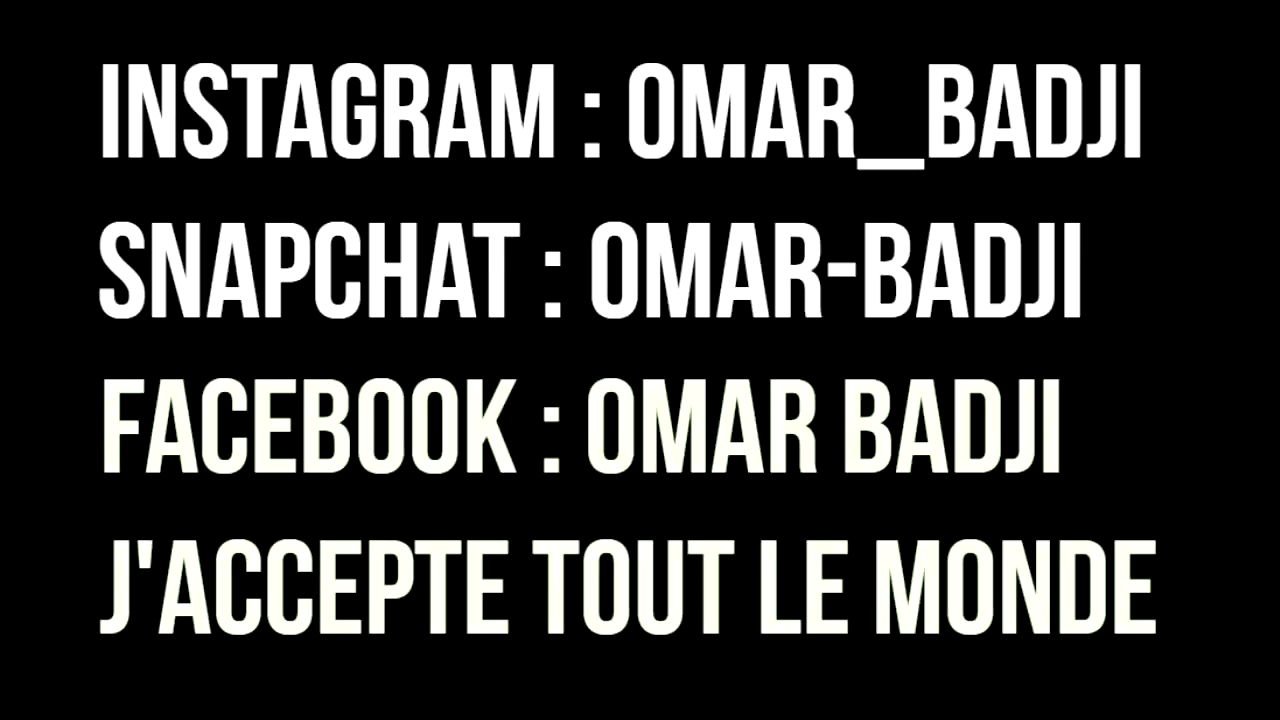 INSTAGRAM : OMAR_BADJI
SNAPCHAT : OMAR-BADJI
FACEBOOK : OMAR BADJI
J'ACCEPTE TOUT LE MONDE